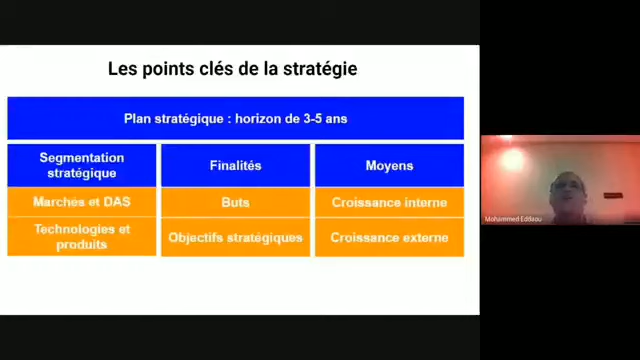 Les points clés de la stratégie
Plan stratégique : horizon de 3-5 ans
Segmentation
stratégique
Finalités
Moyens
Marchés et DAS
Buts
Croissance interne
Technologies et
produits
Objectifs stratégiques
Croissance externe
Mohammed Eddaou